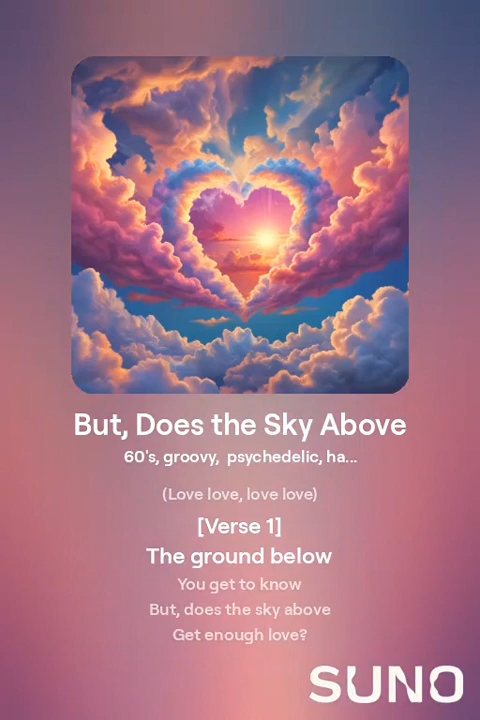 But, Does the Sky Above
60's, groovy, psychedelic, ha...
(Love love, love love)
[Verse 1]
The ground below
You get to know
But, does the sky above
Get enough love?
SUNO